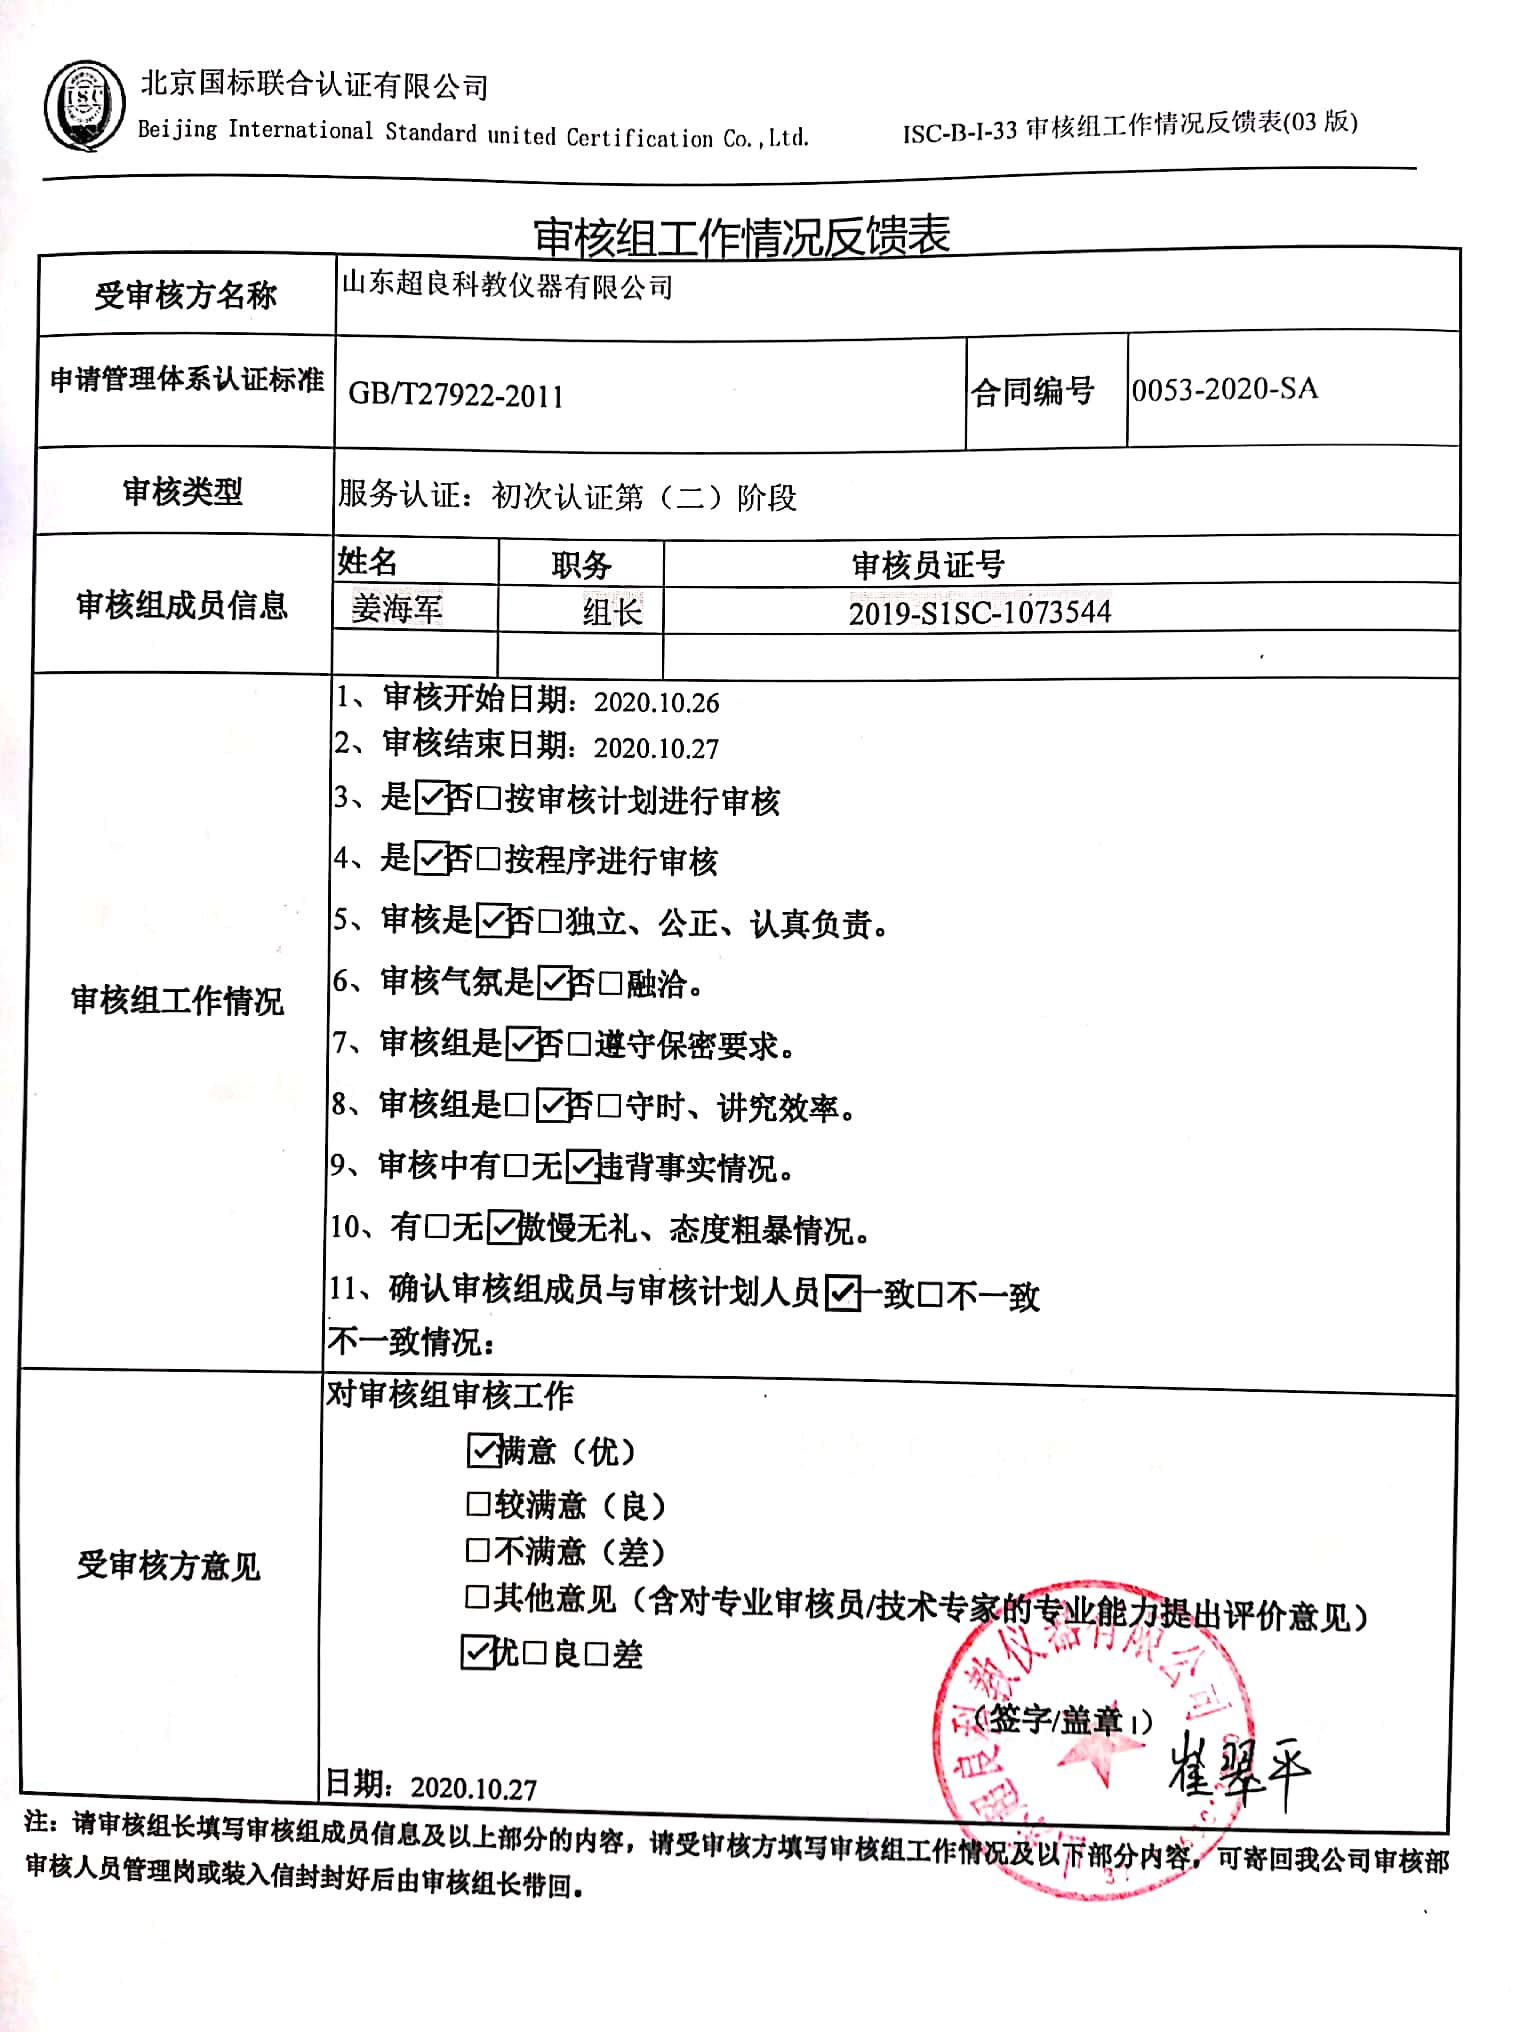 北京国标联合认证有限公司
Beijing International Standard united Certification Co.,Ltd.
ISC-B-I-33 审核组工作情况反馈表(03 版)
审核组工作情况反馈表
受审核方名称 山东超良科教仪器有限公司
申请管理体系认证标准 GB/T27922-2011 合同编号 0053-2020-SA
审核类型 服务认证：初次认证第（二）阶段
审核组成员信息
姓名 职务 审核员证号
姜海军 组长 2019-S1SC-1073544
审核组工作情况
1、审核开始日期：2020.10.26
2、审核结束日期：2020.10.27
3、是☑否□按审核计划进行审核
4、是☑否□按程序进行审核
5、审核是☑否□独立、公正、认真负责。
6、审核气氛是☑否□融洽。
7、审核组是☑否□遵守保密要求。
8、审核组是□☑否□守时、讲究效率。
9、审核中有□无☑违背事实情况。
10、有□无☑傲慢无礼、态度粗暴情况。
11、确认审核组成员与审核计划人员☑一致□不一致
不一致情况：
受审核方意见
对审核组审核工作
☑满意（优）
□较满意（良）
□不满意（差）
□其他意见（含对专业审核员/技术专家的专业能力提出评价意见）
☑优□良□差
（签字/盖章）
崔翠平
超良科教仪器有限公司
日期：2020.10.27
注：请审核组长填写审核组成员信息及以上部分的内容，请受审核方填写审核组工作情况及以下部分内容，可寄回我公司审核部
审核人员管理岗或装入信封封好后由审核组长带回。